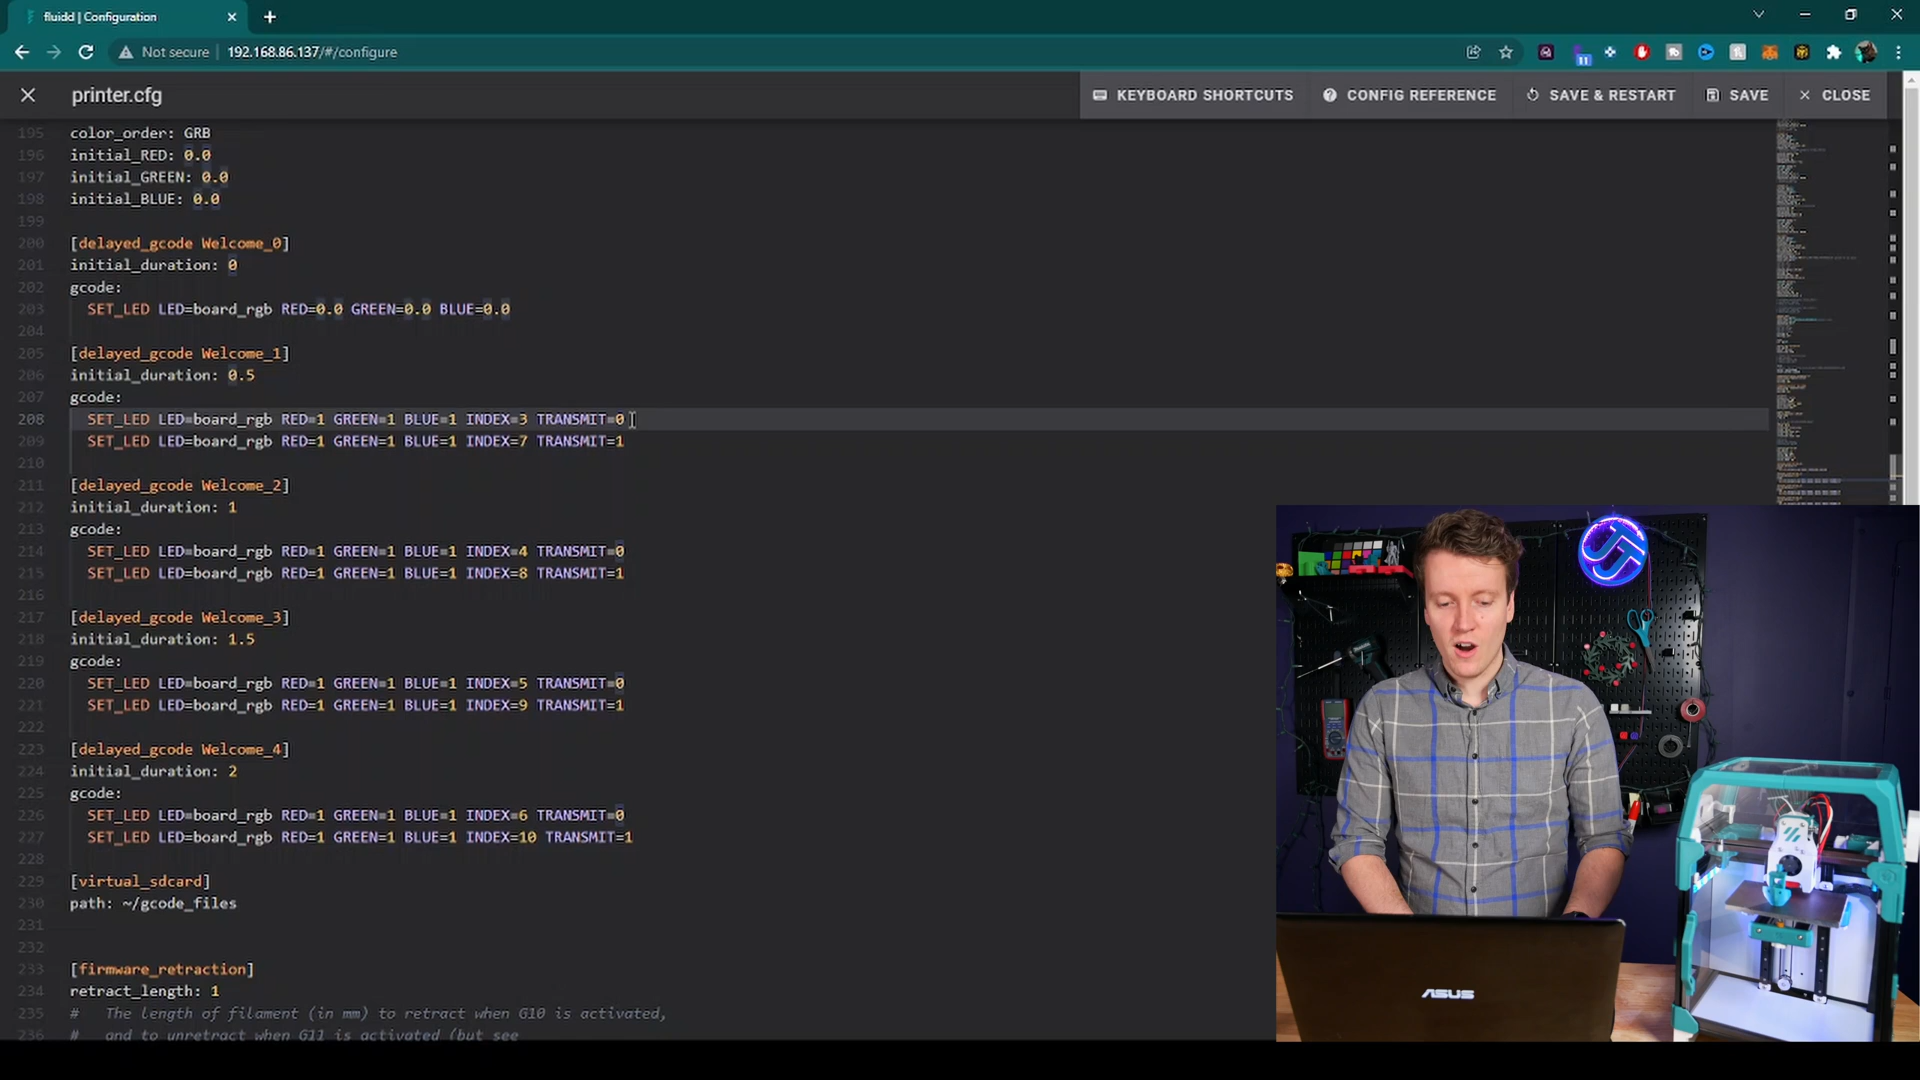 fluidd | Configuration
Not secure
192.168.86.137/#/configure
11
printer.cfg
KEYBOARD SHORTCUTS
CONFIG REFERENCE
SAVE & RESTART
SAVE
CLOSE
195 color_order: GRB
196 initial_RED: 0.0
197 initial_GREEN: 0.0
198 initial_BLUE: 0.0
199
200 [delayed_gcode Welcome_0]
201 initial_duration: 0
202 gcode:
203 SET_LED LED=board_rgb RED=0.0 GREEN=0.0 BLUE=0.0
204
205 [delayed_gcode Welcome_1]
206 initial_duration: 0.5
207 gcode:
208 SET_LED LED=board_rgb RED=1 GREEN=1 BLUE=1 INDEX=3 TRANSMIT=0
209 SET_LED LED=board_rgb RED=1 GREEN=1 BLUE=1 INDEX=7 TRANSMIT=1
210
211 [delayed_gcode Welcome_2]
212 initial_duration: 1
213 gcode:
214 SET_LED LED=board_rgb RED=1 GREEN=1 BLUE=1 INDEX=4 TRANSMIT=0
215 SET_LED LED=board_rgb RED=1 GREEN=1 BLUE=1 INDEX=8 TRANSMIT=1
216
217 [delayed_gcode Welcome_3]
218 initial_duration: 1.5
219 gcode:
220 SET_LED LED=board_rgb RED=1 GREEN=1 BLUE=1 INDEX=5 TRANSMIT=0
221 SET_LED LED=board_rgb RED=1 GREEN=1 BLUE=1 INDEX=9 TRANSMIT=1
222
223 [delayed_gcode Welcome_4]
224 initial_duration: 2
225 gcode:
226 SET_LED LED=board_rgb RED=1 GREEN=1 BLUE=1 INDEX=6 TRANSMIT=0
227 SET_LED LED=board_rgb RED=1 GREEN=1 BLUE=1 INDEX=10 TRANSMIT=1
228
229 [virtual_sdcard]
230 path: ~/gcode_files
231
232
233 [firmware_retraction]
234 retract_length: 1
235 # The length of filament (in mm) to retract when G10 is activated,
236 # and to unretract when G11 is activated (but see
ASUS